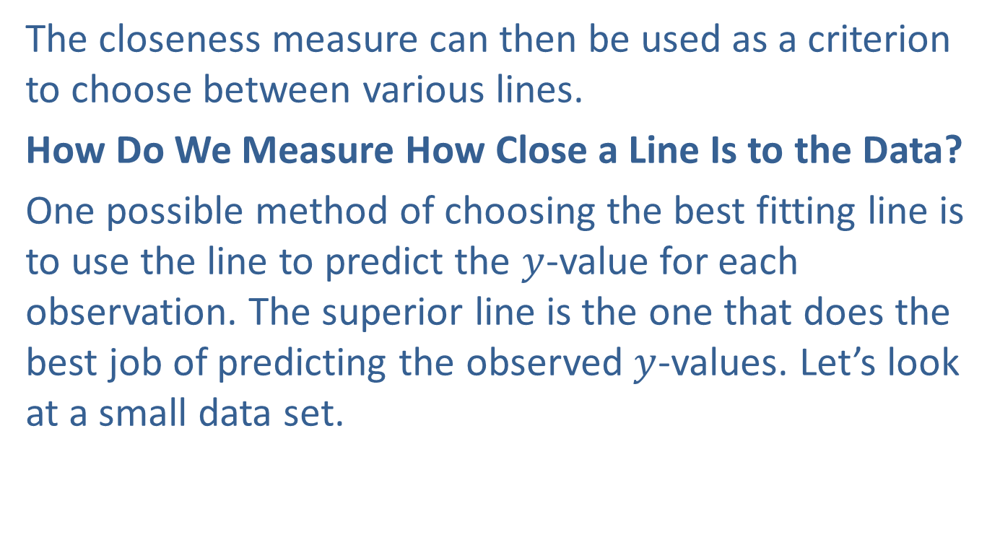 The closeness measure can then be used as a criterion
to choose between various lines.
How Do We Measure How Close a Line Is to the Data?
One possible method of choosing the best fitting line is
to use the line to predict the y-value for each
observation. The superior line is the one that does the
best job of predicting the observed y-values. Let’s look
at a small data set.